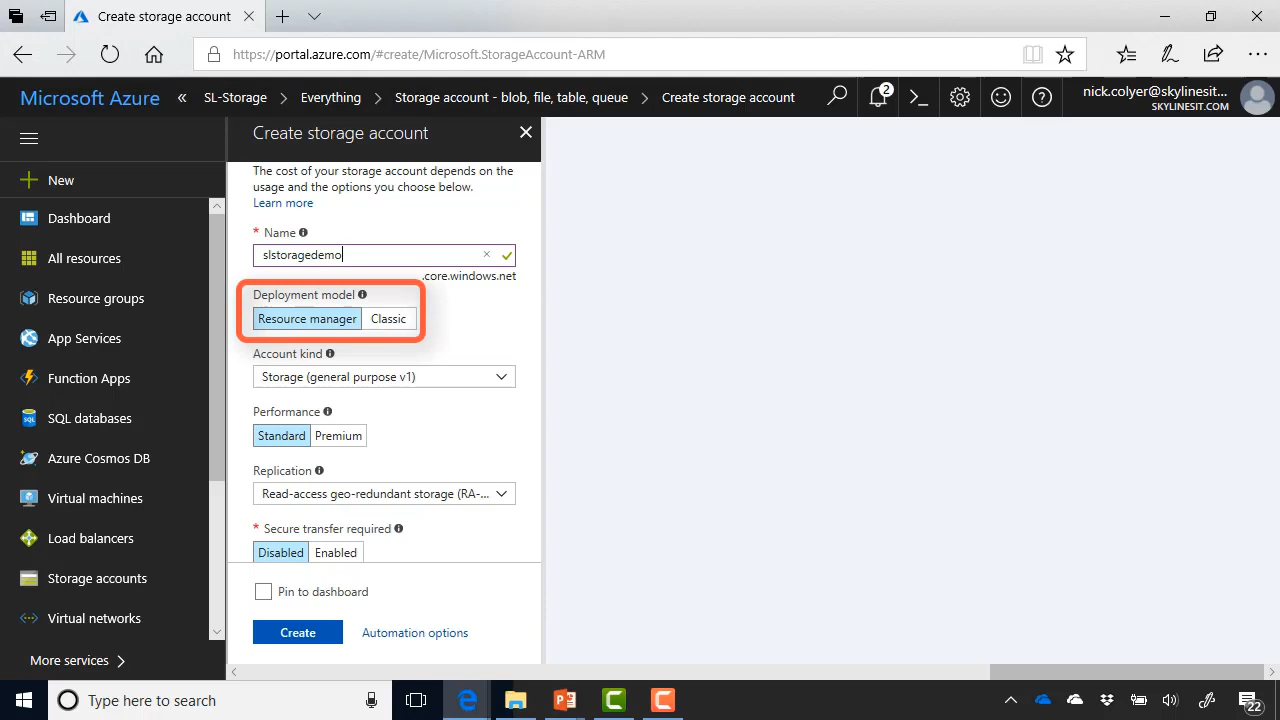 Create storage account
https://portal.azure.com/#create/Microsoft.StorageAccount-ARM
Microsoft Azure « SL-Storage > Everything > Storage account - blob, file, table, queue > Create storage account
2
nick.colyer@skylinesit...
SKYLINESIT.COM
New
Dashboard
All resources
Resource groups
App Services
Function Apps
SQL databases
Azure Cosmos DB
Virtual machines
Load balancers
Storage accounts
Virtual networks
More services >
Create storage account
The cost of your storage account depends on the
usage and the options you choose below.
Learn more
* Name
slstoragedemo
.core.windows.net
Deployment model
Resource manager Classic
Account kind
Storage (general purpose v1)
Performance
Standard Premium
Replication
Read-access geo-redundant storage (RA-...
* Secure transfer required
Disabled Enabled
Pin to dashboard
Create Automation options
Type here to search
22